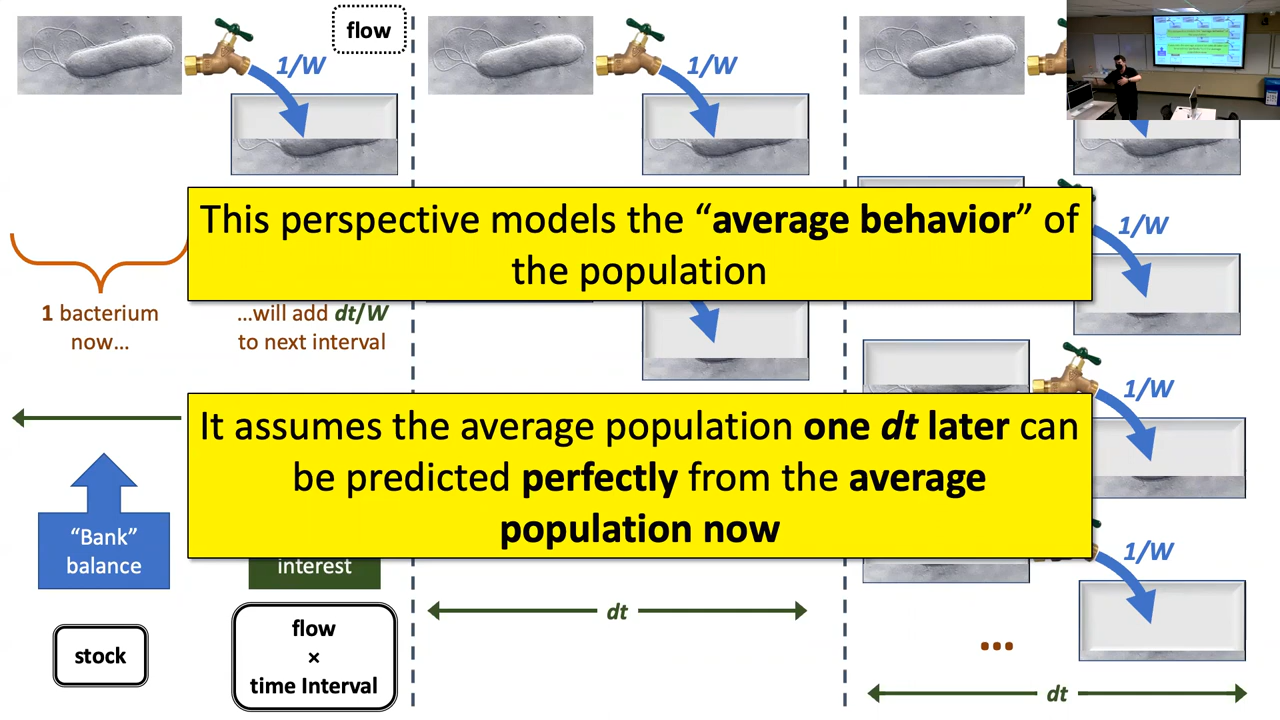 flow
1/W
1/W
This perspective models the “average behavior” of
the population
1/W
1 bacterium
now...
...will add dt/W
to next interval
1/W
It assumes the average population one dt later can
be predicted perfectly from the average
population now
“Bank”
balance
interest
1/W
dt
stock
flow
×
time Interval
...
dt